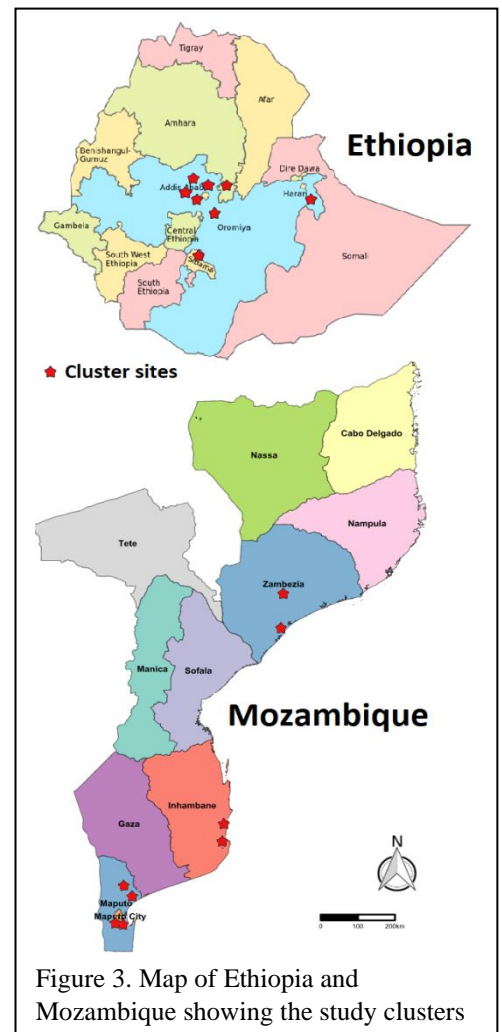 Tigray
Afar
Amhara
Ethiopia
Benishangul-
Gumuz
Dire Dawa
Addis Ababa
Harari
Gambela
Central
Ethiopia
Oromiya
South West
Ethiopia
Sidama
Somali
South
Ethiopia
Cluster sites
Cabo Delgado
Nassa
Nampula
Tete
Zambezia
Manica
Sofala
Mozambique
Inhambane
Gaza
N
Maputo
Maputo City
0 100 200km
Figure 3. Map of Ethiopia and
Mozambique showing the study clusters